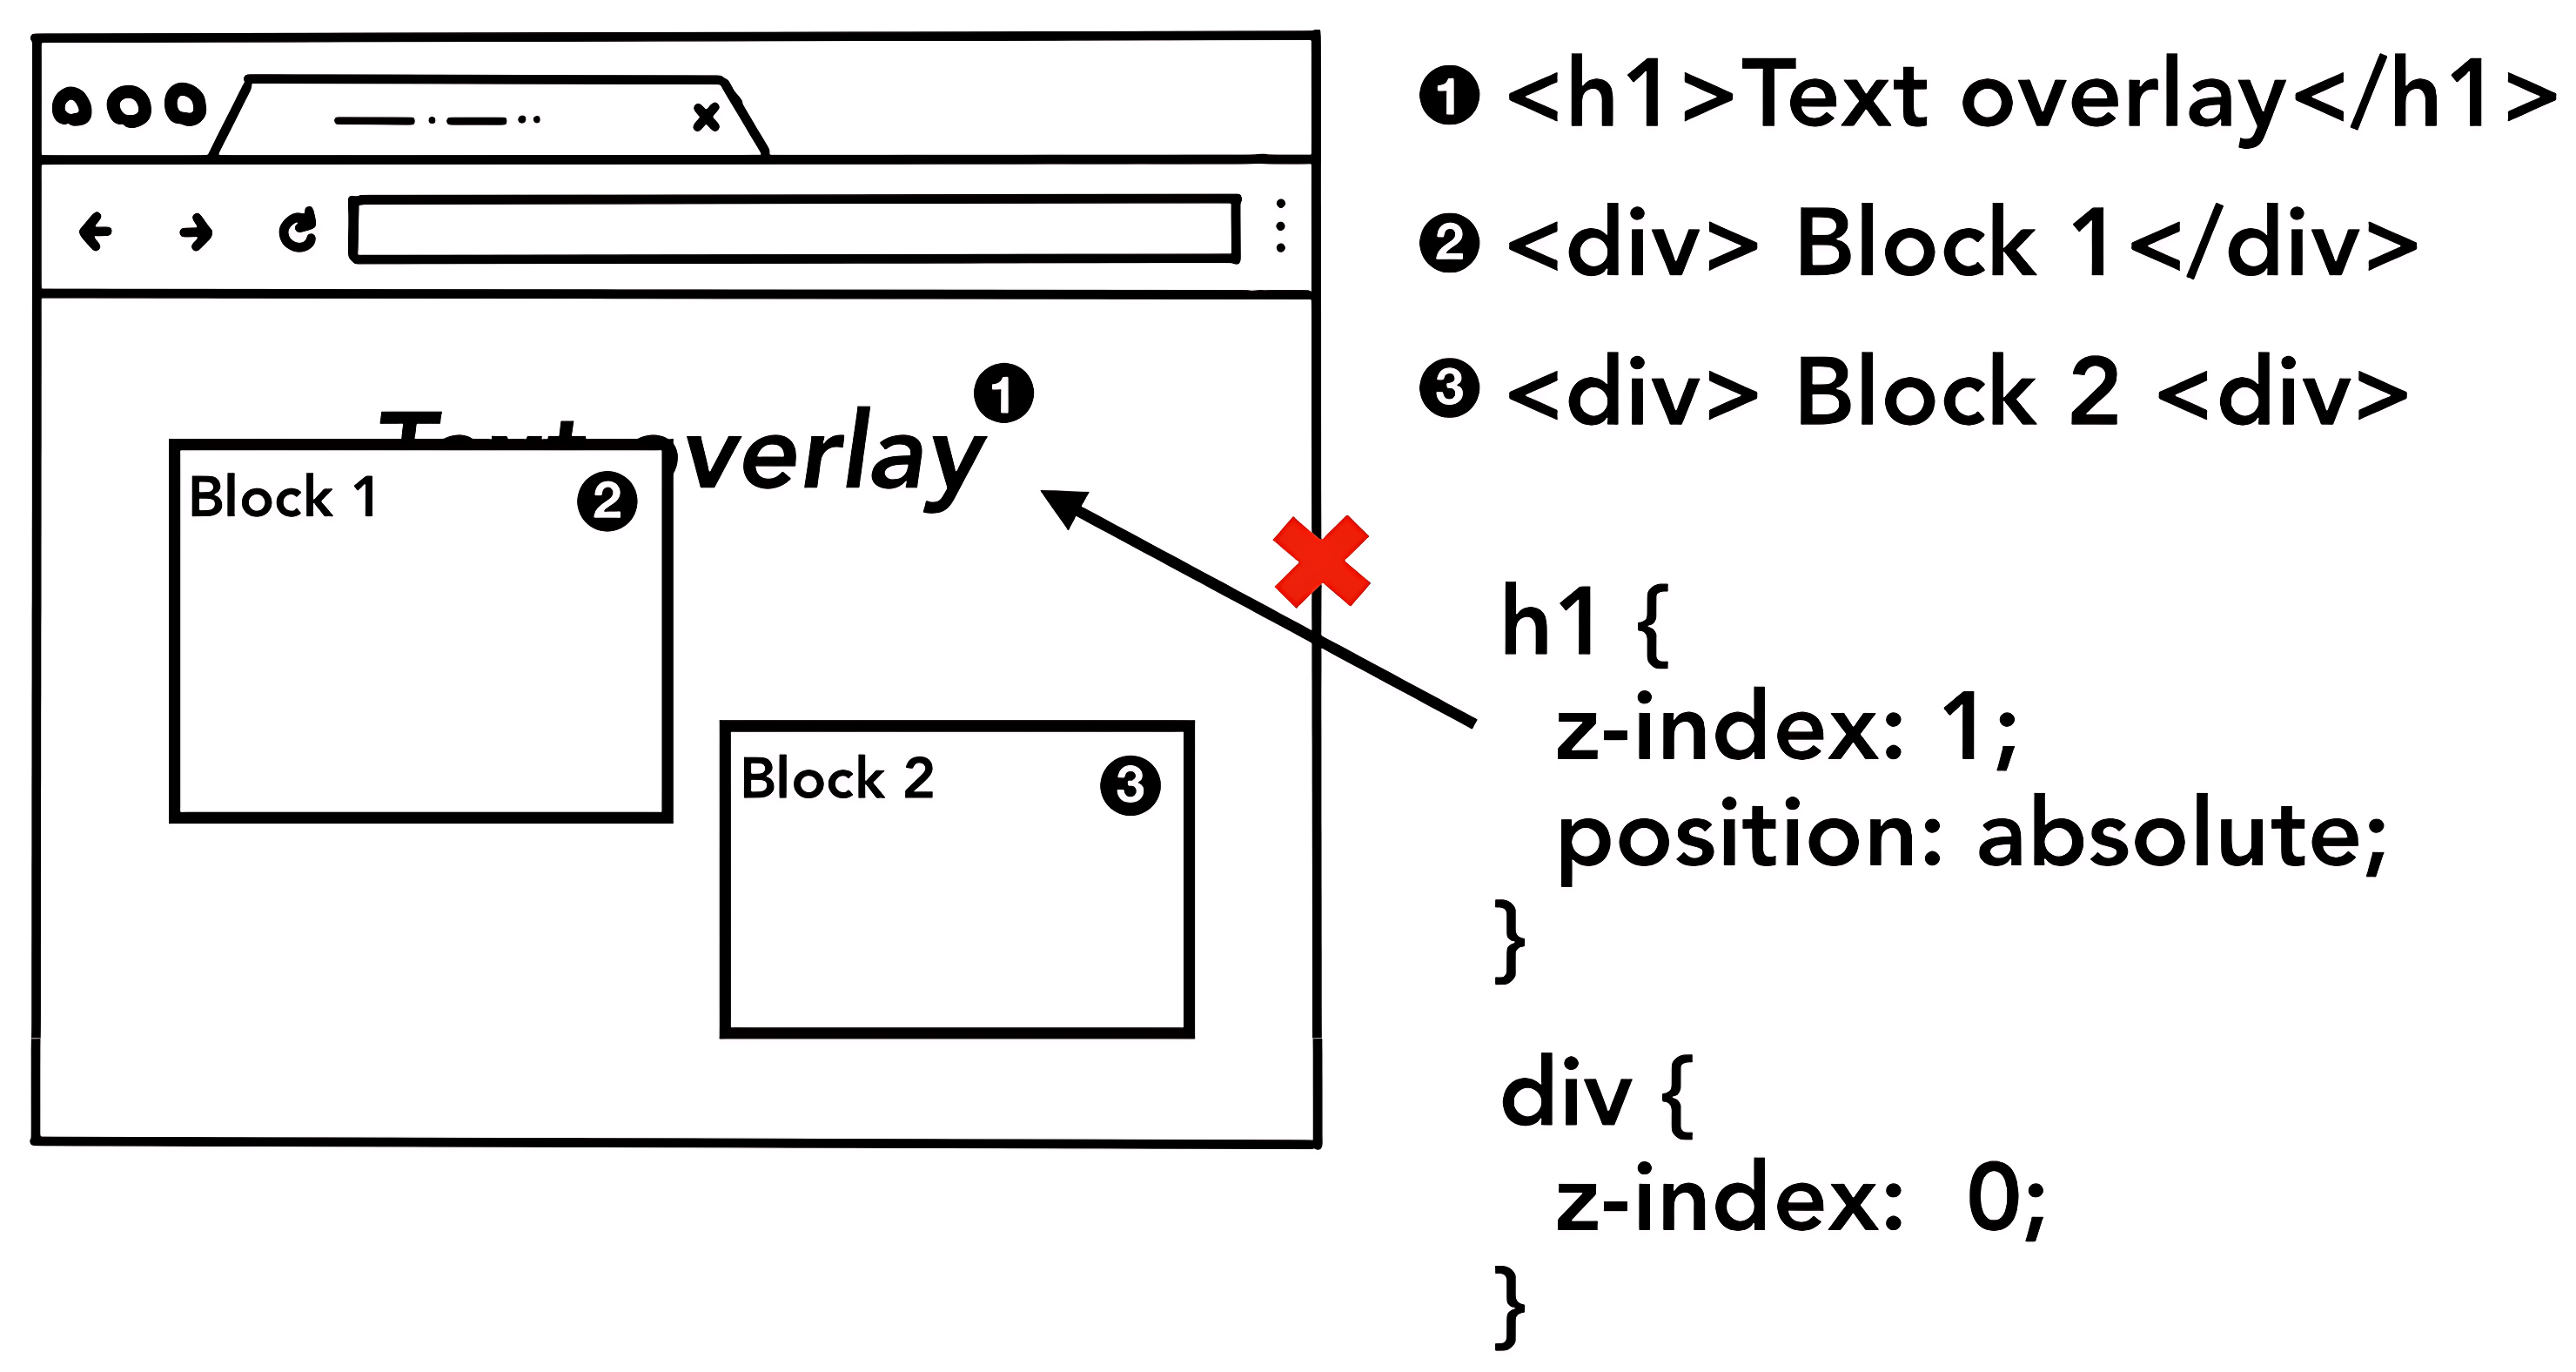 ❶ <h1>Text overlay</h1>
❷ <div> Block 1</div>
❸ <div> Block 2 <div>
Text overlay ❶
Block 1 ❷
Block 2 ❸
h1 {
z-index: 1;
position: absolute;
}
div {
z-index: 0;
}